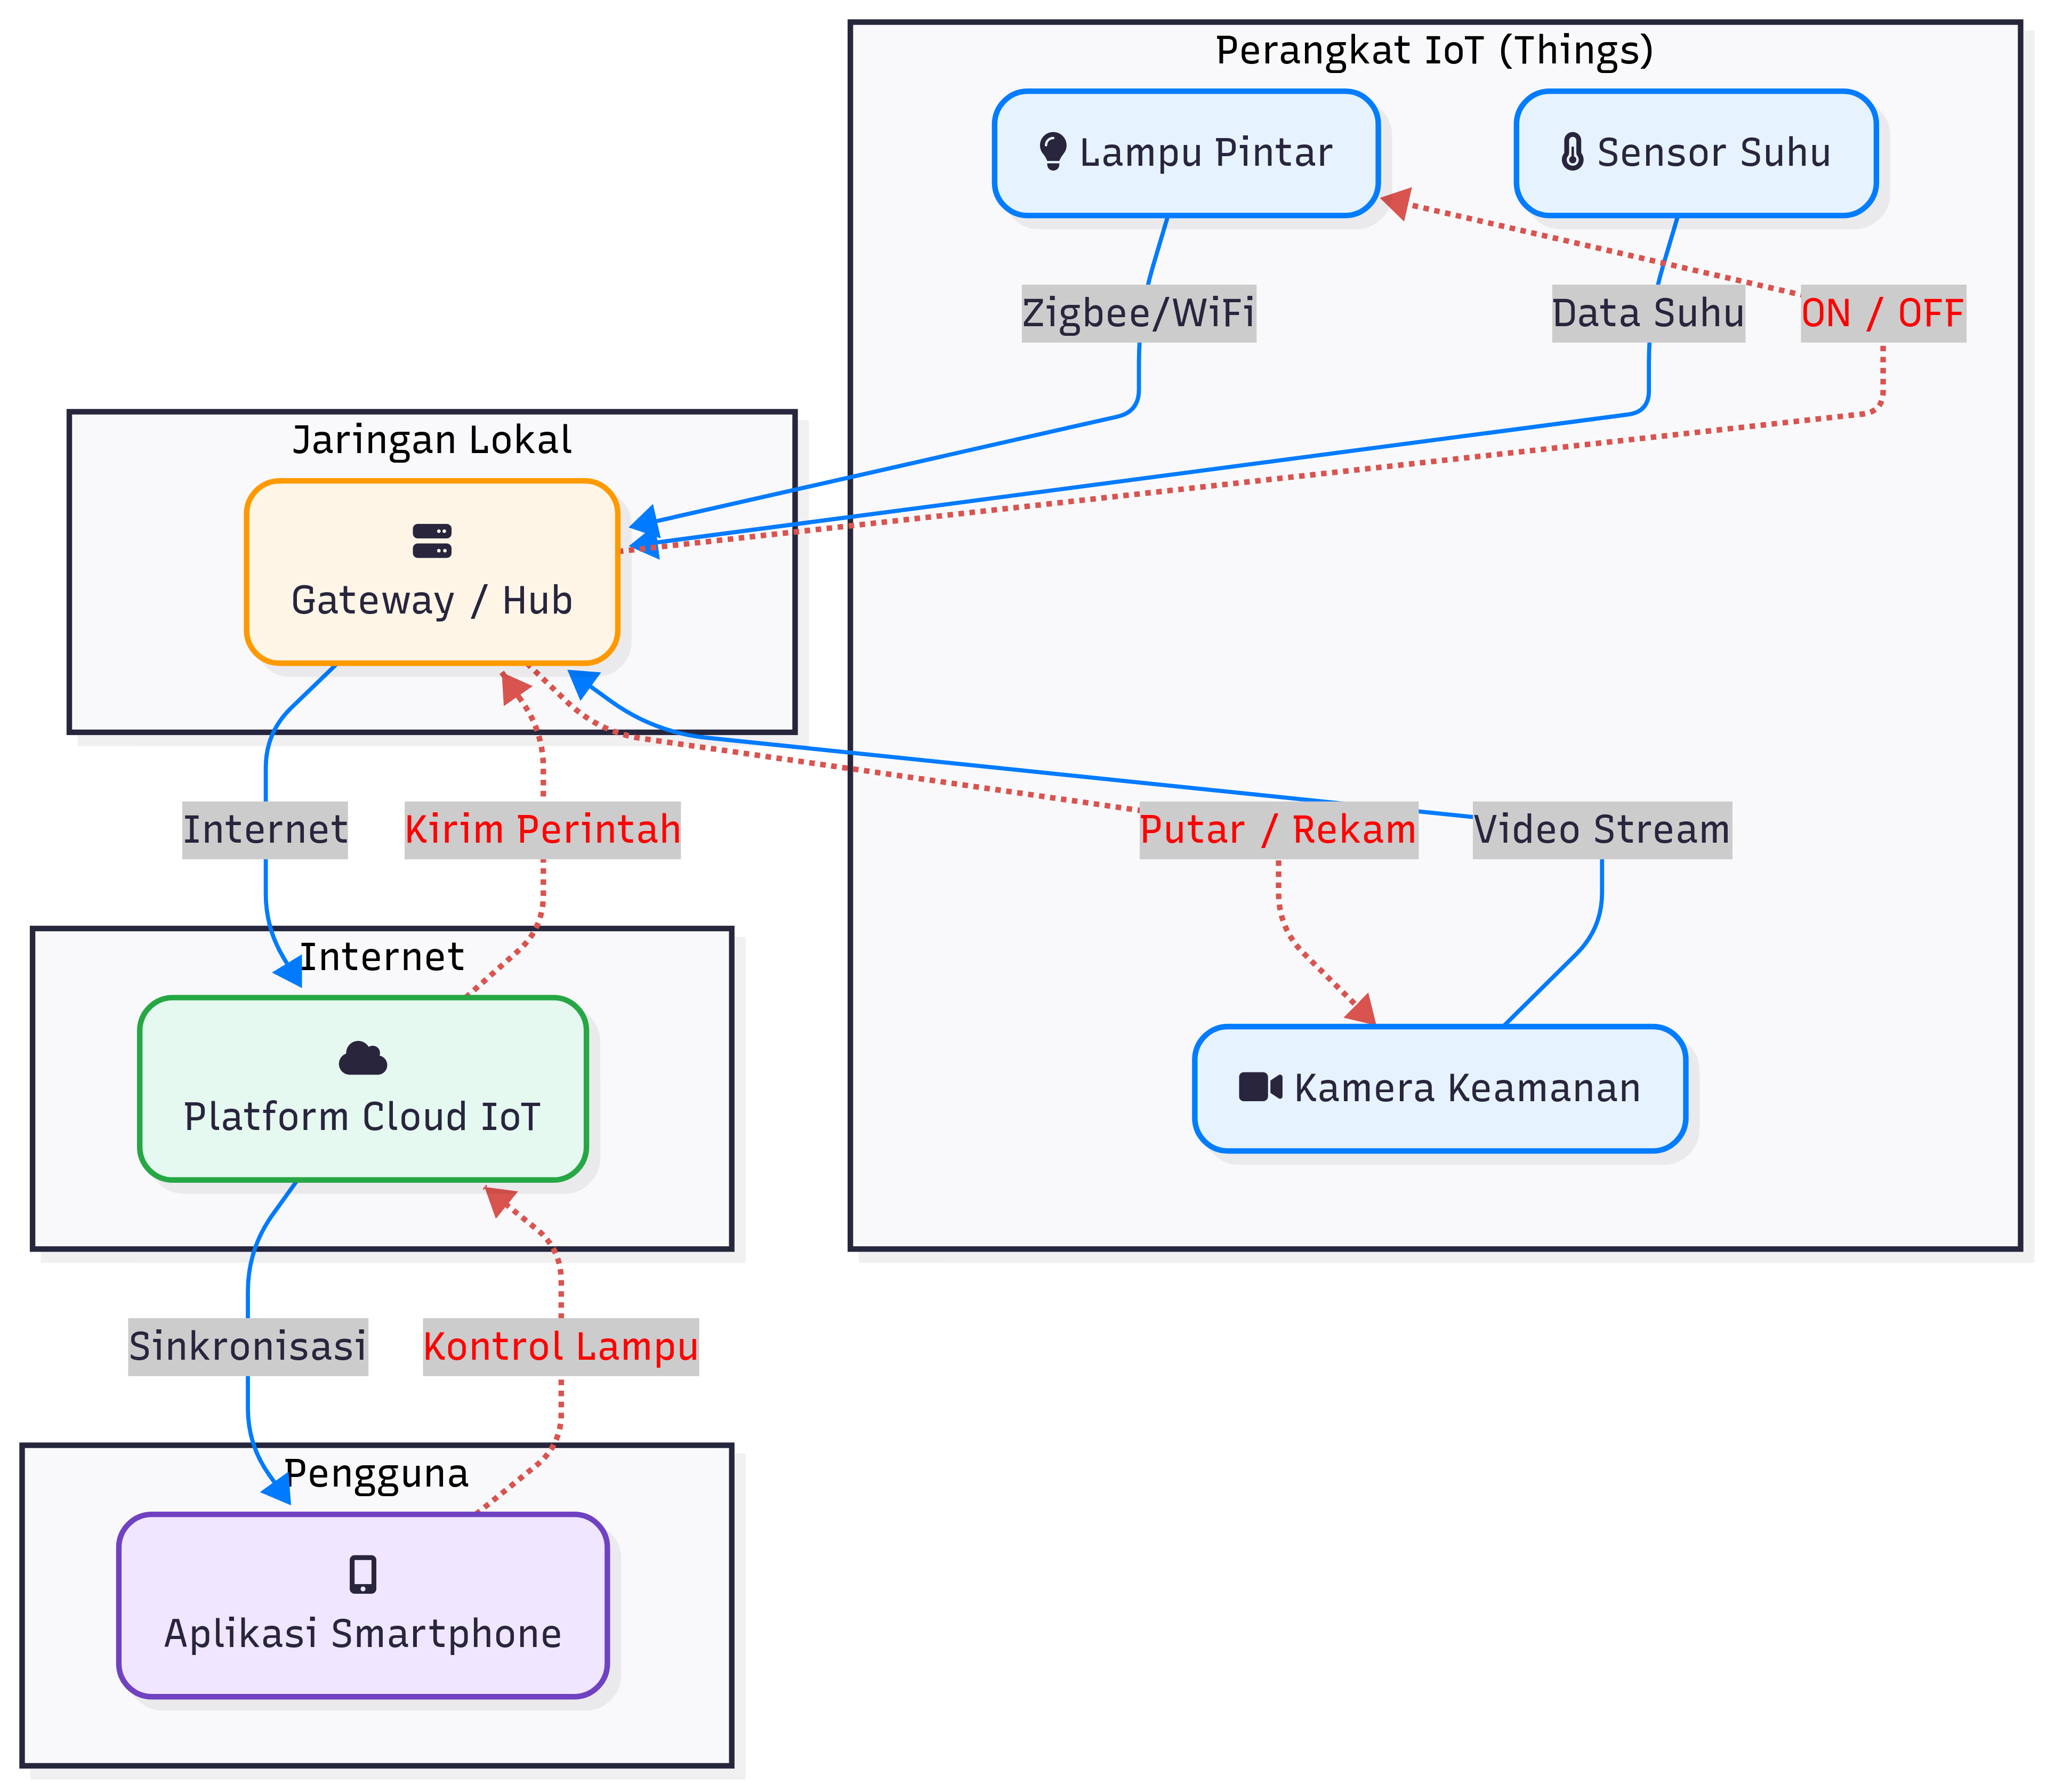 Perangkat IoT (Things)
Lampu Pintar
Sensor Suhu
Zigbee/WiFi
Data Suhu
ON / OFF
Jaringan Lokal
Gateway / Hub
Internet
Kirim Perintah
Putar / Rekam
Video Stream
Internet
Platform Cloud IoT
Kamera Keamanan
Sinkronisasi
Kontrol Lampu
Pengguna
Aplikasi Smartphone